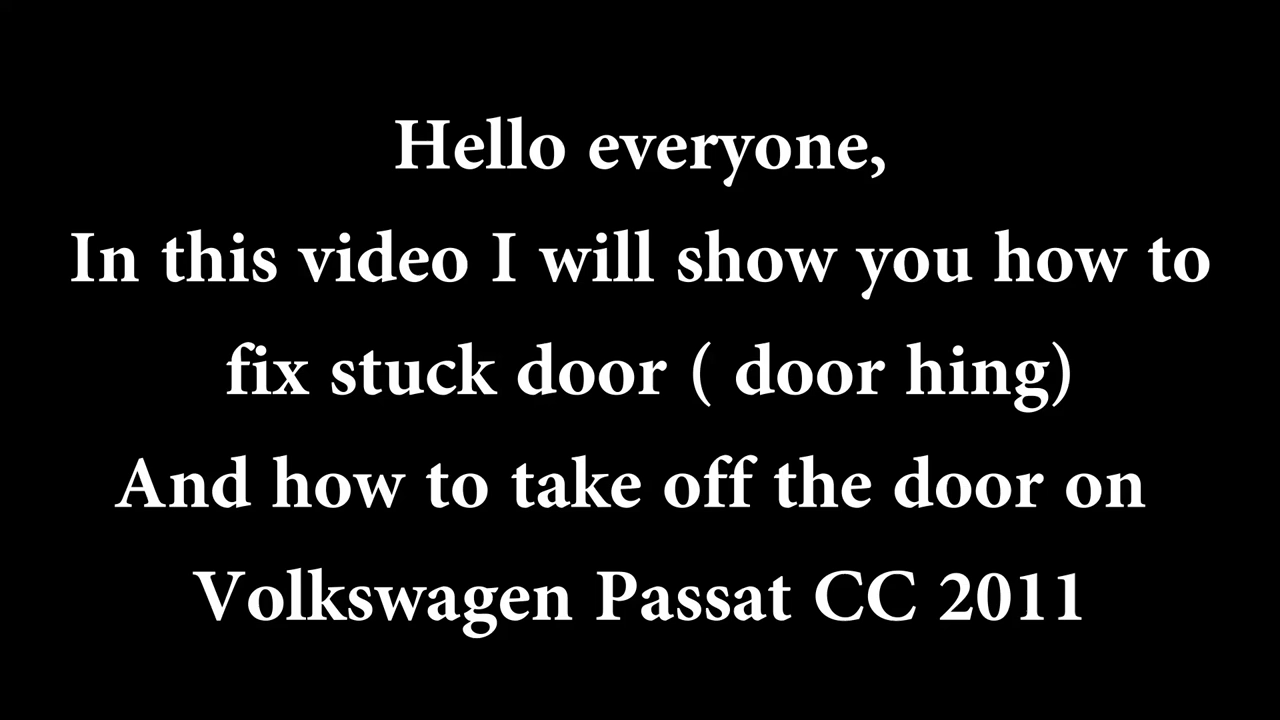 Hello everyone,
In this video I will show you how to
fix stuck door ( door hing)
And how to take off the door on
Volkswagen Passat CC 2011